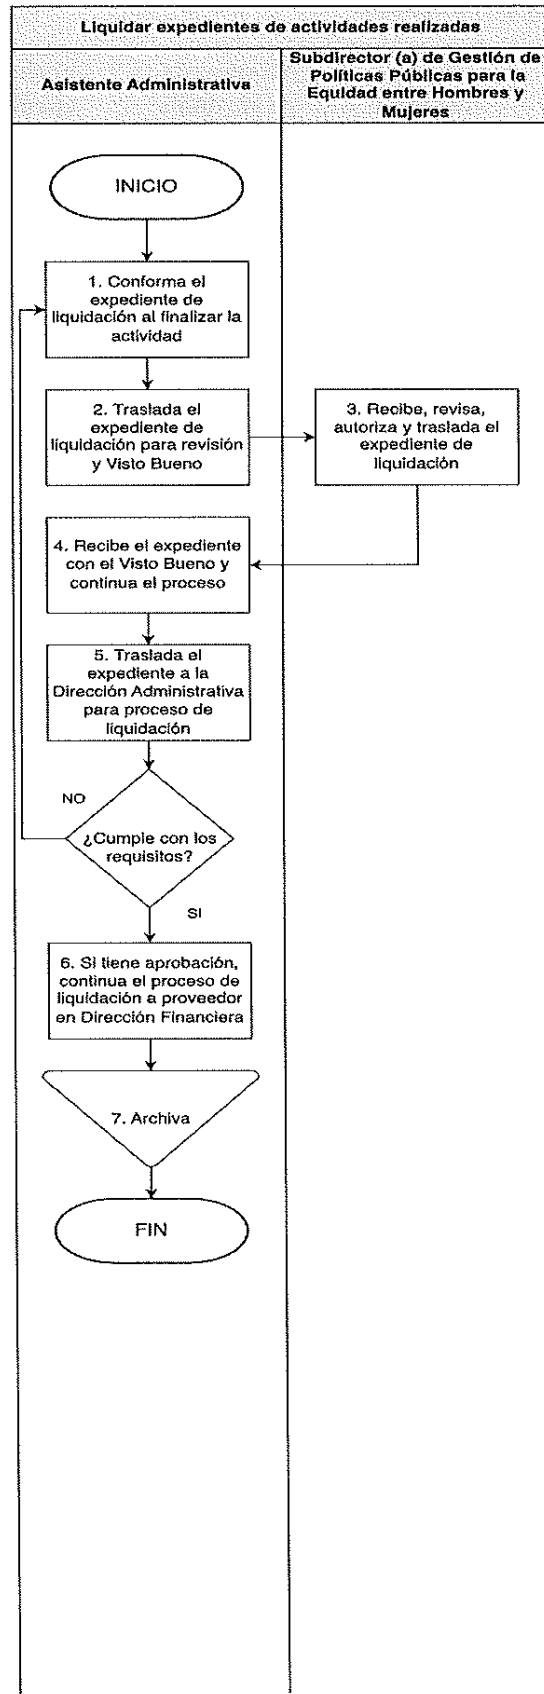 Liquidar expedientes de actividades realizadas
Asistente Administrativa
Subdirector (a) de Gestión de
Políticas Públicas para la
Equidad entre Hombres y
Mujeres
INICIO
1. Conforma el
expediente de
liquidación al finalizar la
actividad
2. Traslada el
expediente de
liquidación para revisión
y Visto Bueno
3. Recibe, revisa,
autoriza y traslada el
expediente de
liquidación
4. Recibe el expediente
con el Visto Bueno y
continua el proceso
5. Traslada el
expediente a la
Dirección Administrativa
para proceso de
liquidación
NO
¿Cumple con los
requisitos?
SI
6. Si tiene aprobación,
continua el proceso de
liquidación a proveedor
en Dirección Financiera
7. Archiva
FIN